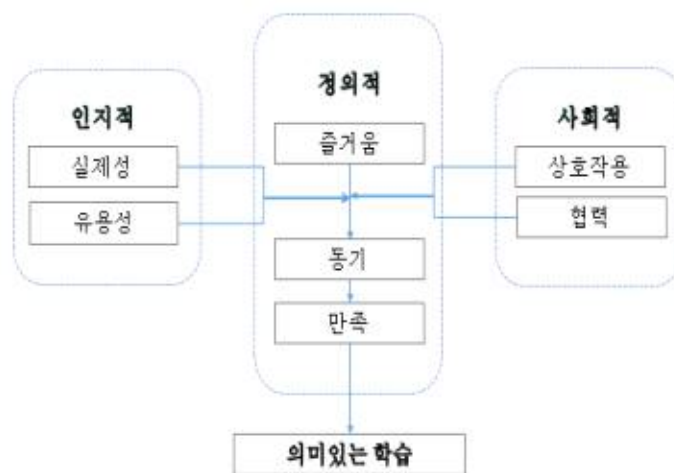 정의적
인지적
사회적
즐거움
실제성
상호작용
유용성
협력
동기
만족
의미있는 학습